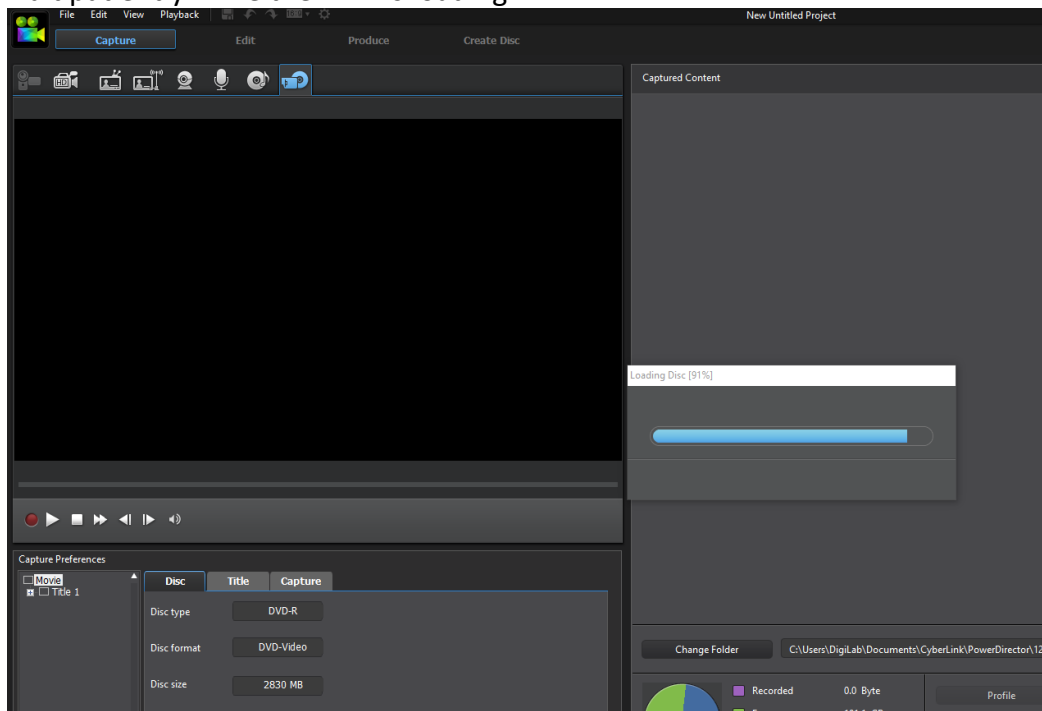 File Edit View Playback
New Untitled Project
Capture Edit Produce Create Disc
HD
Captured Content
Loading Disc [91%]
Capture Preferences
Movie
Title 1
Disc Title Capture
Disc type DVD-R
Disc format DVD-Video
Disc size 2830 MB
Change Folder C:\Users\DigiLab\Documents\CyberLink\PowerDirector\12
Recorded 0.0 Byte
Profile